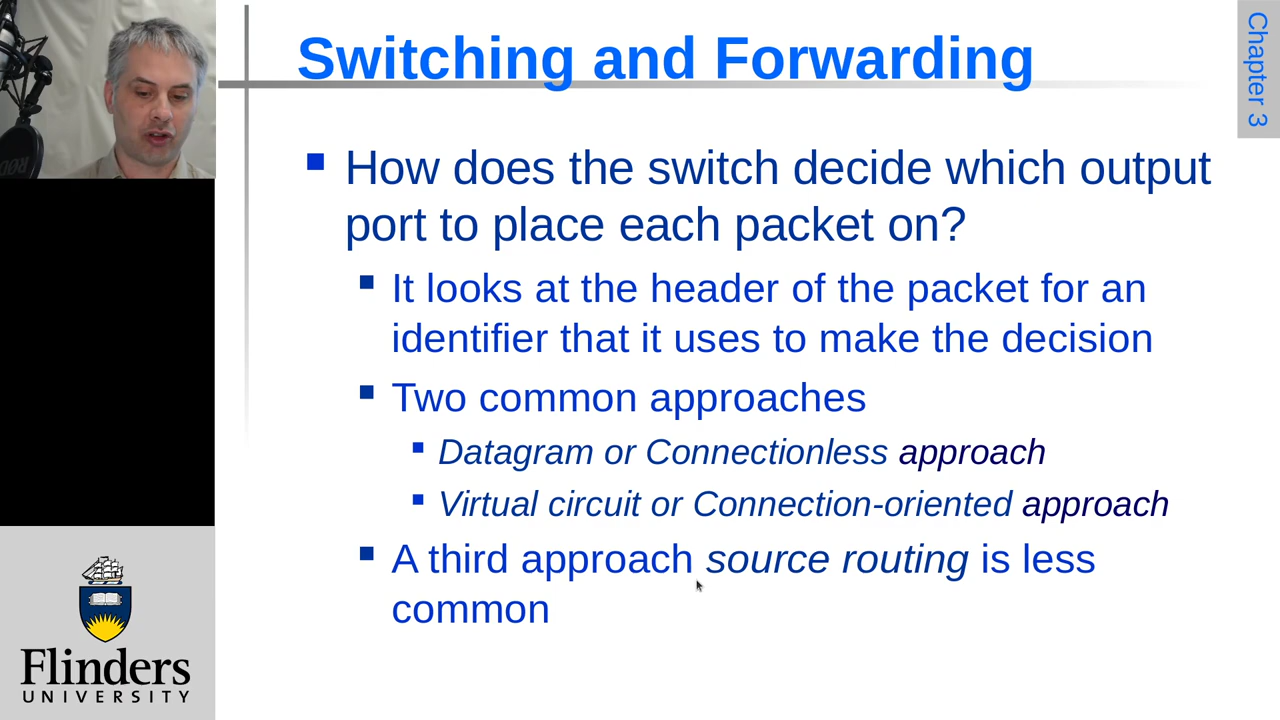 Switching and Forwarding
Chapter 3
How does the switch decide which output
port to place each packet on?
It looks at the header of the packet for an
identifier that it uses to make the decision
Two common approaches
Datagram or Connectionless approach
Virtual circuit or Connection-oriented approach
A third approach source routing is less
common
RØDE
Flinders
UNIVERSITY